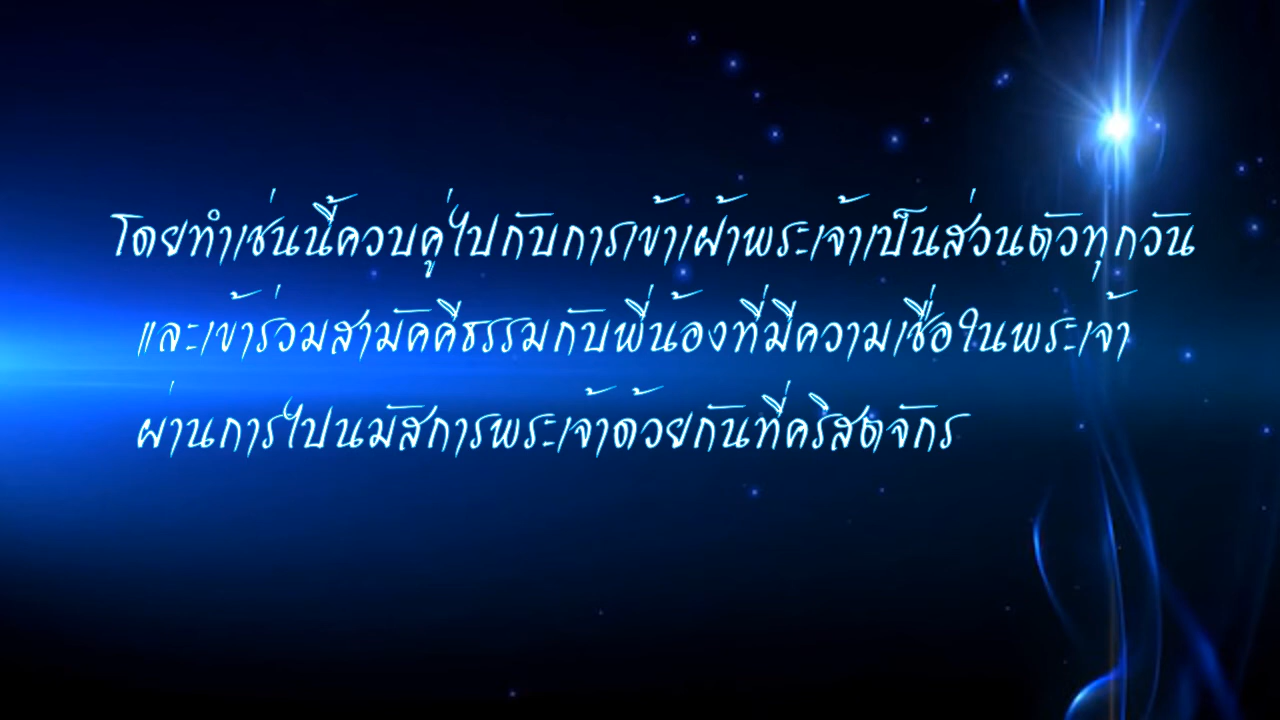 โดยทำเช่นนี้ควบคู่ไปกับการเข้าเฝ้าพระเจ้าเป็นส่วนตัวทุกวัน
และเข้าร่วมสามัคคีธรรมกับพี่น้องที่มีความเชื่อในพระเจ้า
ผ่านการไปนมัสการพระเจ้าด้วยกันที่คริสตจักร